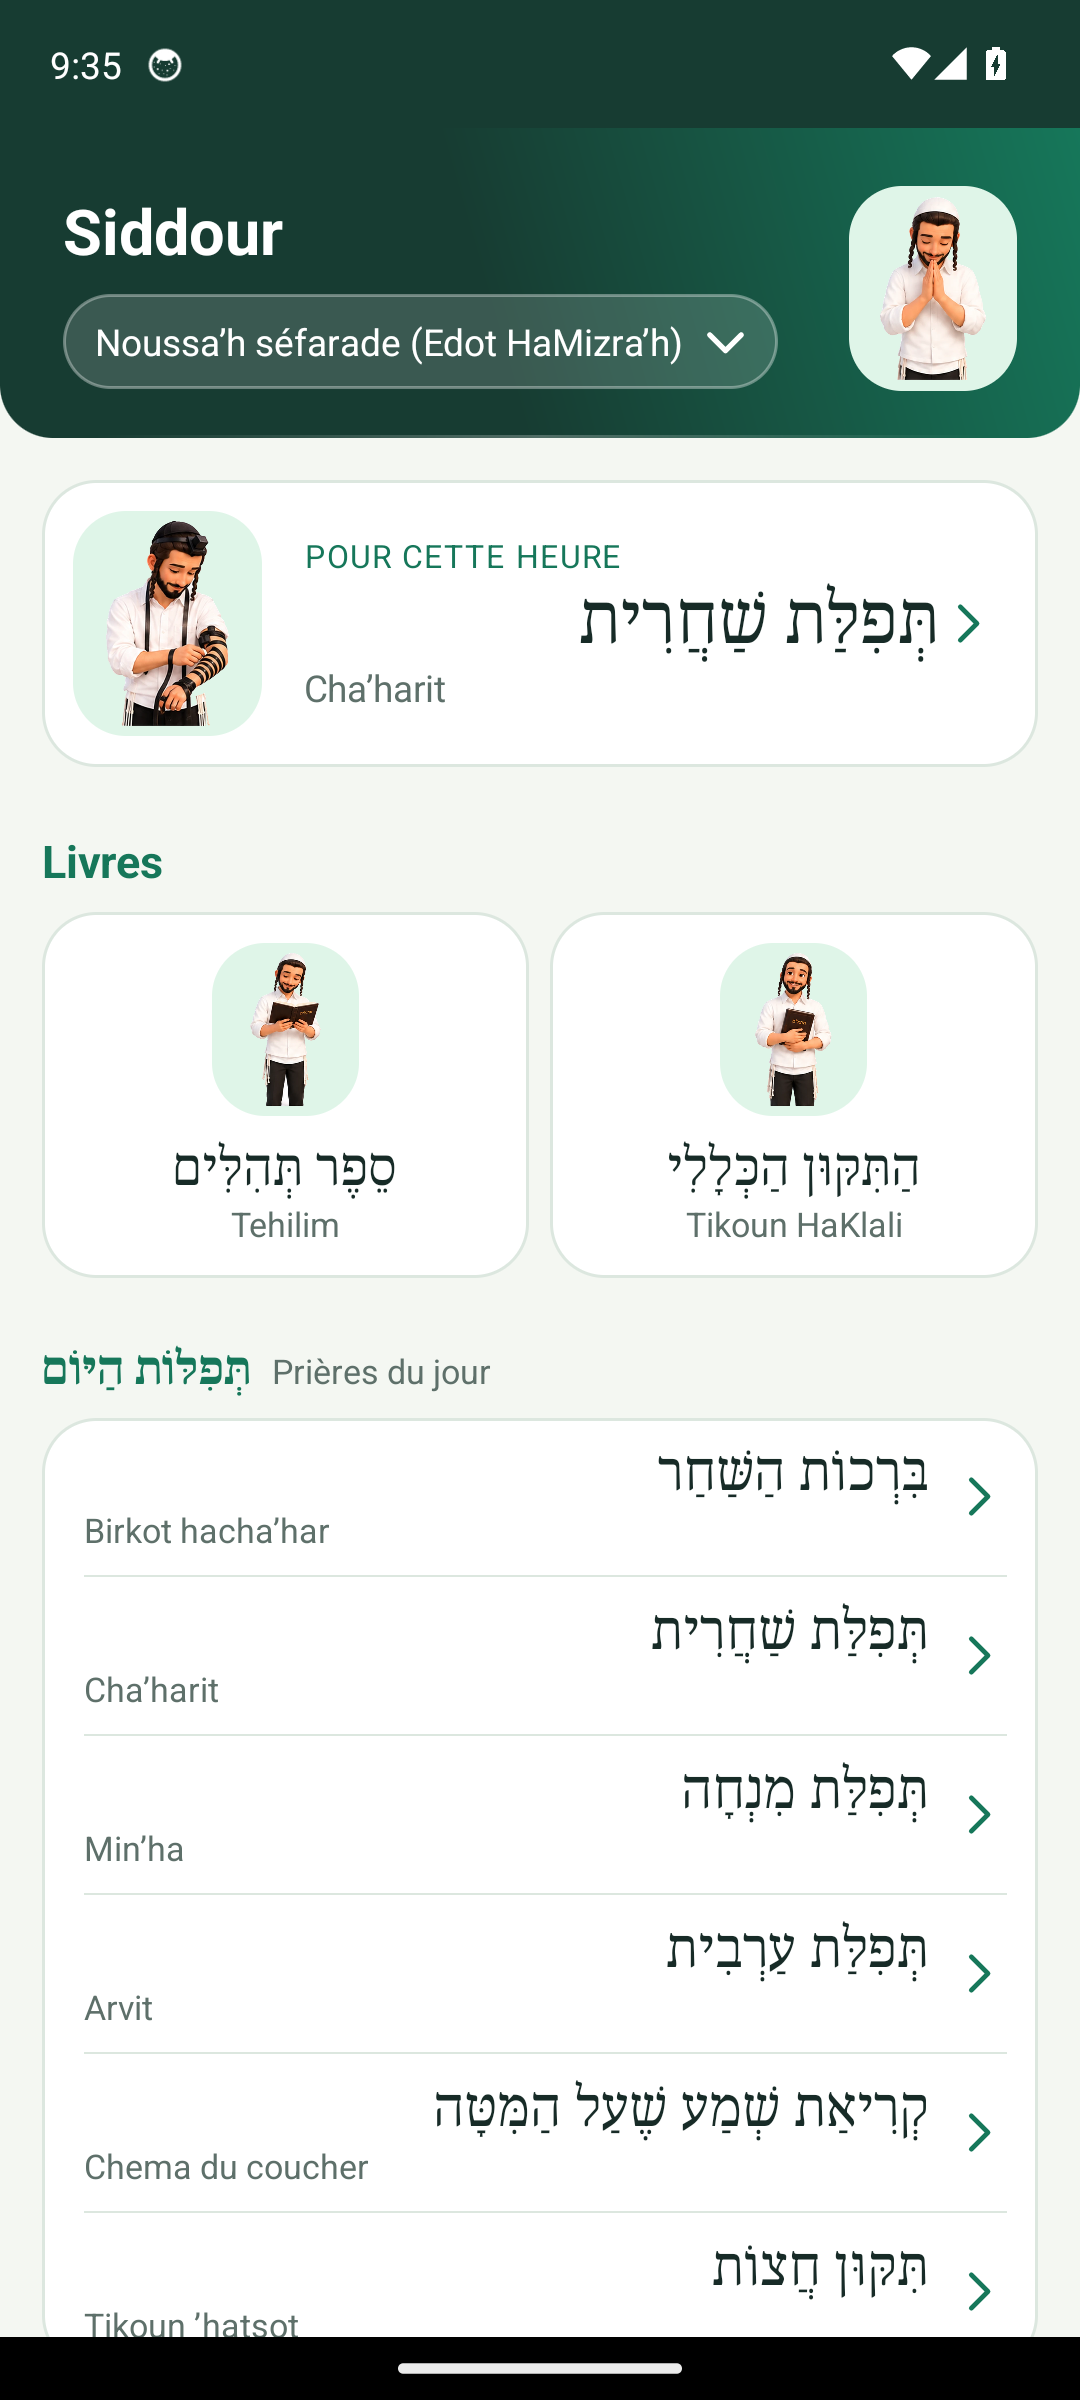 9:35
Siddour
Noussa’h séfarade (Edot HaMizra’h)
POUR CETTE HEURE
תְּפִלַּת שַׁחֲרִית
Cha’harit
Livres
סֵפֶר תְּהִלִּים
Tehilim
הַתִּקּוּן הַכְּלָלִי
Tikoun HaKlali
תְּפִלּוֹת הַיּוֹם Prières du jour
בִּרְכוֹת הַשַּׁחַר
Birkot hacha’har
תְּפִלַּת שַׁחֲרִית
Cha’harit
תְּפִלַּת מִנְחָה
Min’ha
תְּפִלַּת עַרְבִית
Arvit
קְרִיאַת שְׁמַע שֶׁעַל הַמִּטָּה
Chema du coucher
תִּקּוּן חֲצוֹת
Tikoun ’hatsot